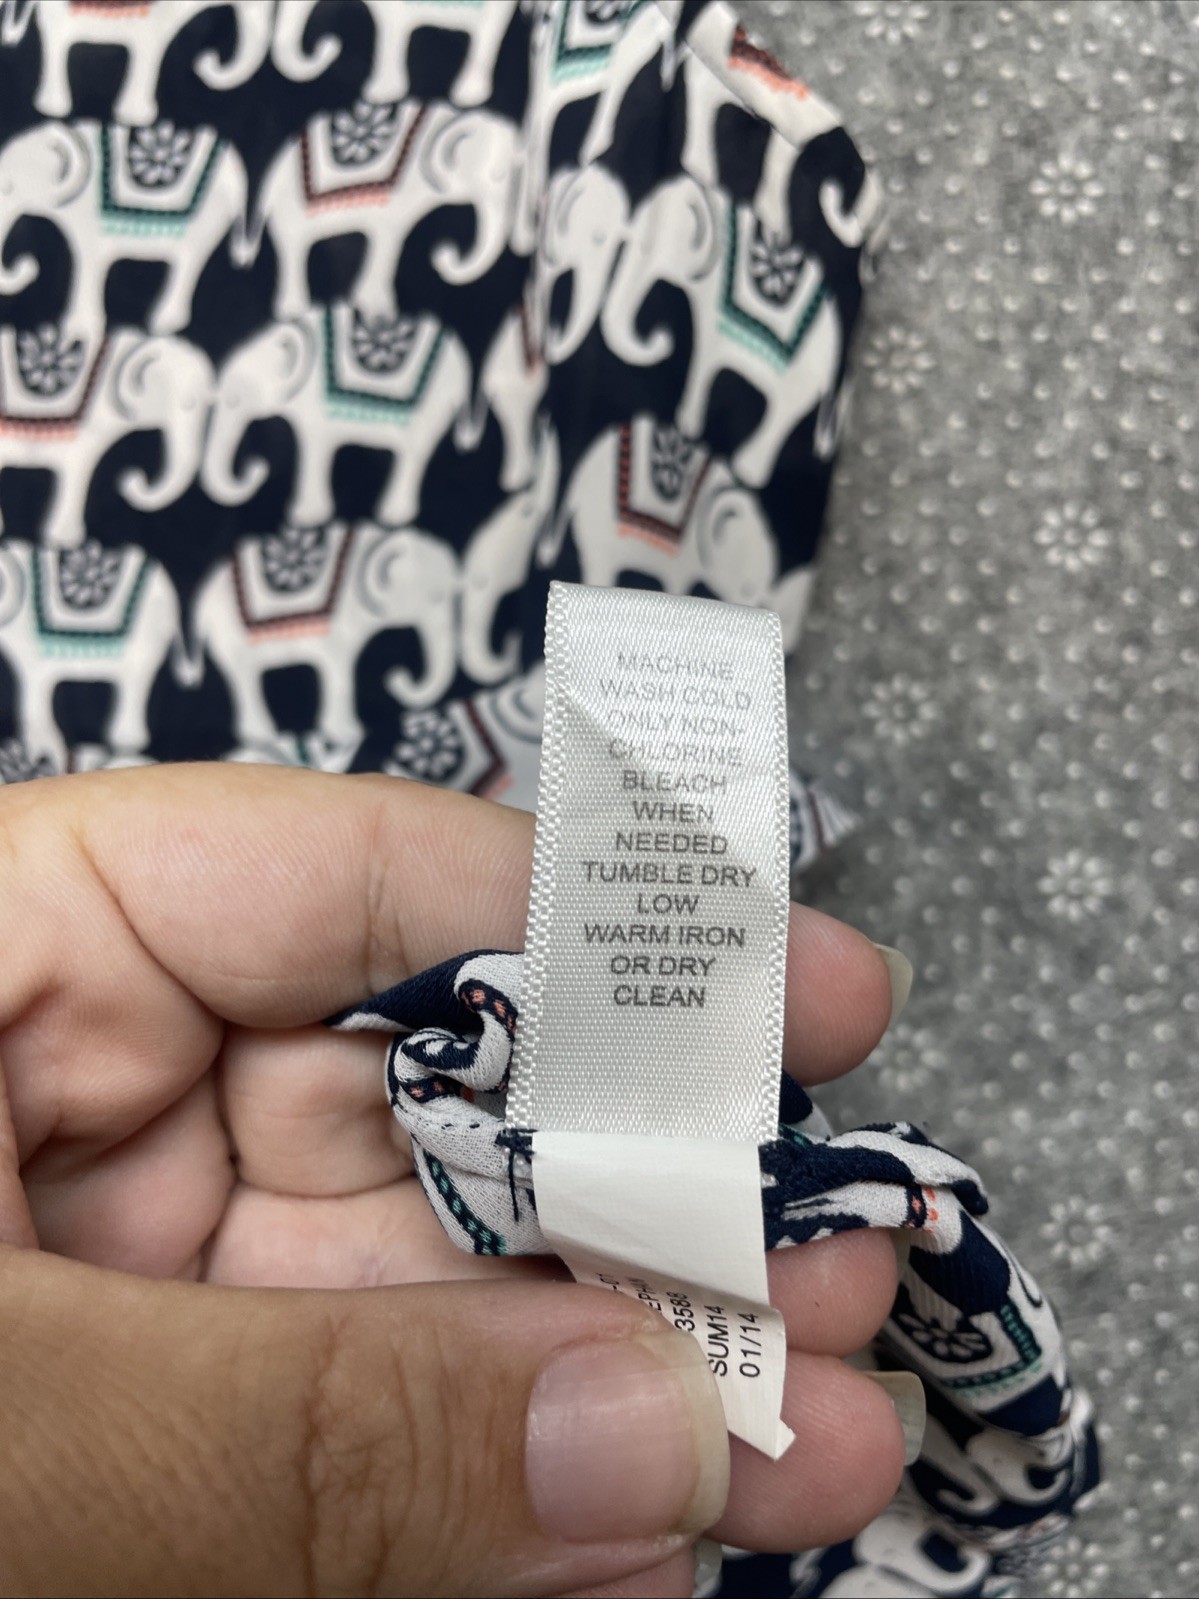 MACHINE
WASH COLD
ONLY NON-
CHLORINE
BLEACH
WHEN
NEEDED
TUMBLE DRY
LOW
WARM IRON
OR DRY
CLEAN
3588
SUM14
01/14